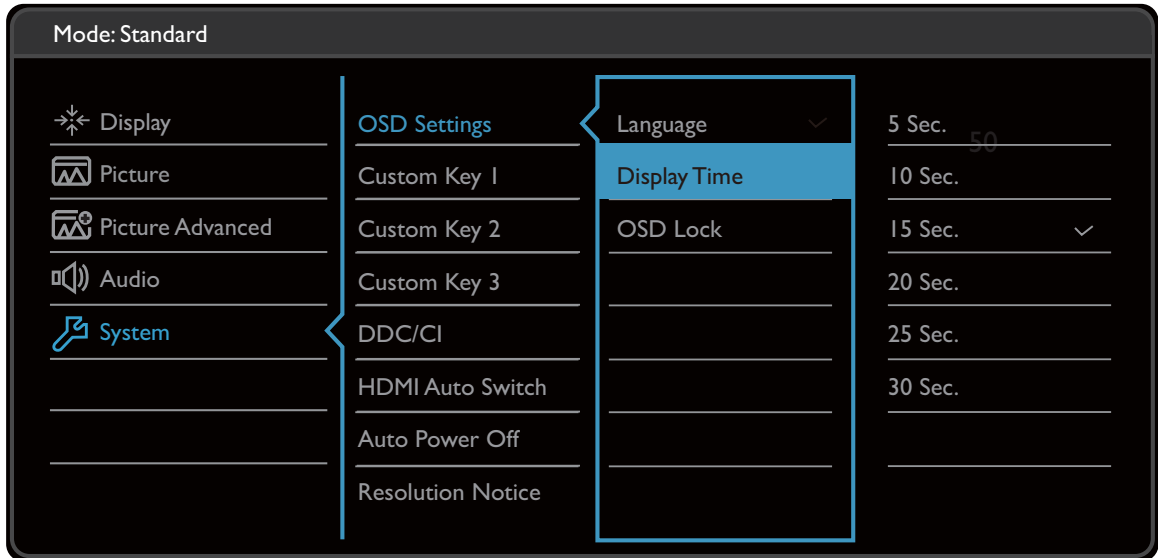 Mode: Standard
Display
Picture
Picture Advanced
Audio
System
OSD Settings
Custom Key 1
Custom Key 2
Custom Key 3
DDC/CI
HDMI Auto Switch
Auto Power Off
Resolution Notice
Language
Display Time
OSD Lock
5 Sec.
50
10 Sec.
15 Sec.
20 Sec.
25 Sec.
30 Sec.